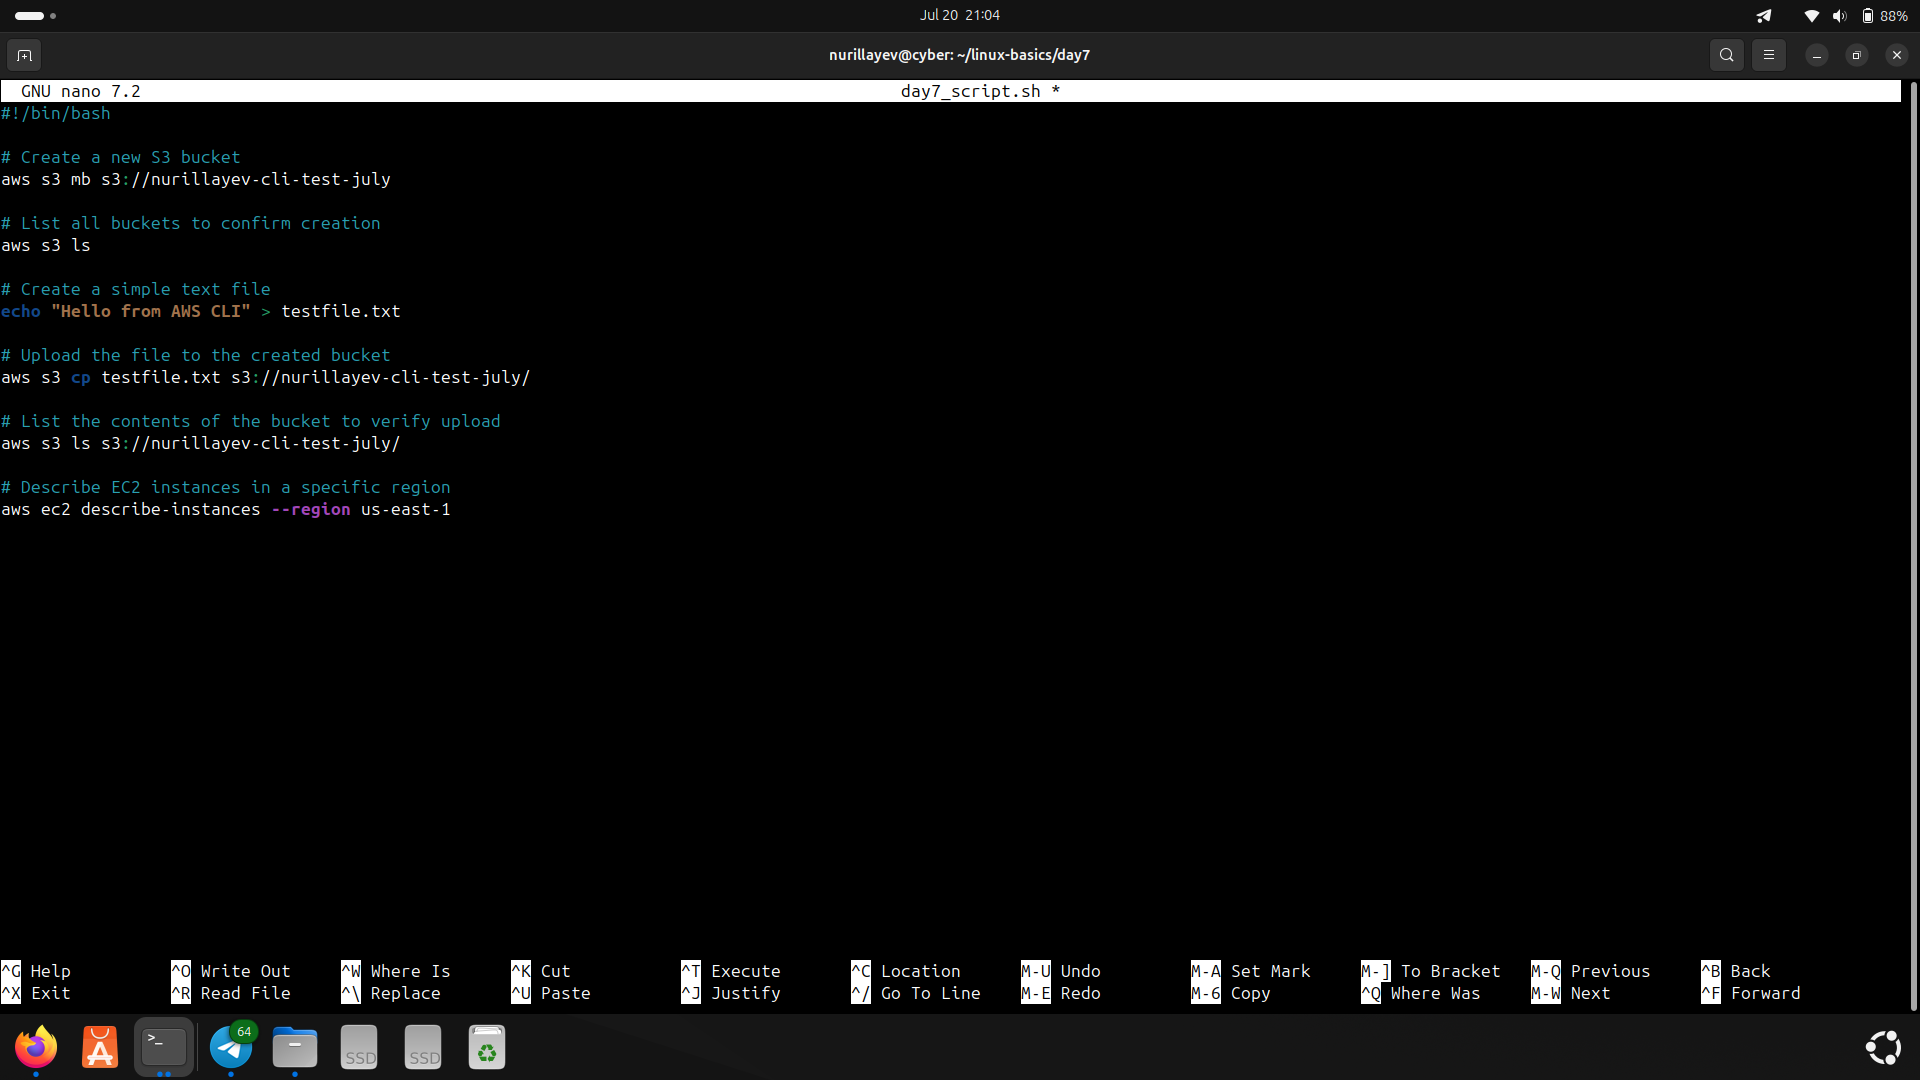 Jul 20 21:04
88%
nurillayev@cyber: ~/linux-basics/day7
GNU nano 7.2 day7_script.sh *
#!/bin/bash
# Create a new S3 bucket
aws s3 mb s3://nurillayev-cli-test-july
# List all buckets to confirm creation
aws s3 ls
# Create a simple text file
echo "Hello from AWS CLI" > testfile.txt
# Upload the file to the created bucket
aws s3 cp testfile.txt s3://nurillayev-cli-test-july/
# List the contents of the bucket to verify upload
aws s3 ls s3://nurillayev-cli-test-july/
# Describe EC2 instances in a specific region
aws ec2 describe-instances --region us-east-1
^G Help ^O Write Out ^W Where Is ^K Cut ^T Execute ^C Location M-U Undo M-A Set Mark M-] To Bracket M-Q Previous ^B Back
^X Exit ^R Read File ^\ Replace ^U Paste ^J Justify ^/ Go To Line M-E Redo M-6 Copy ^Q Where Was M-W Next ^F Forward
>_
64
SSD
SSD